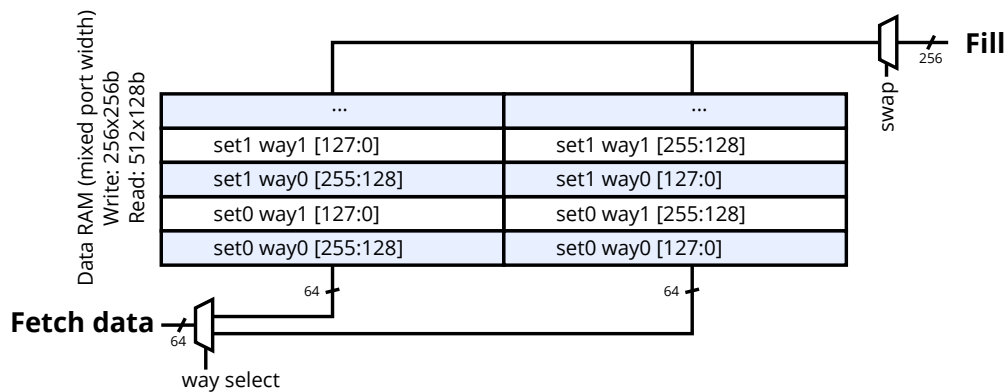 Fill
256
swap
Data RAM (mixed port width)
Write: 256x256b
Read: 512x128b
... ...
set1 way1 [127:0] set1 way1 [255:128]
set1 way0 [255:128] set1 way0 [127:0]
set0 way1 [127:0] set0 way1 [255:128]
set0 way0 [255:128] set0 way0 [127:0]
64 64
Fetch data
64
way select